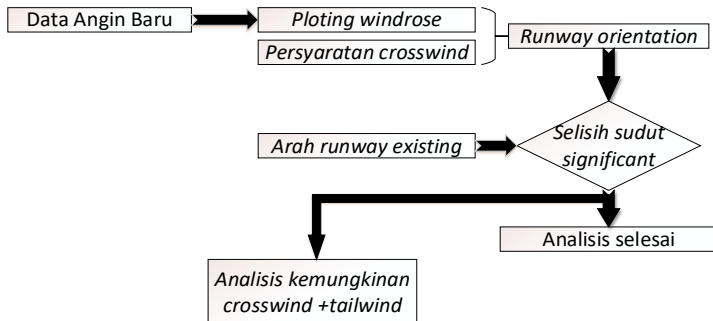 Data Angin Baru
Ploting windrose
Persyaratan crosswind
Runway orientation
Arah runway existing
Selisih sudut
significant
Analisis selesai
Analisis kemungkinan
crosswind +tailwind